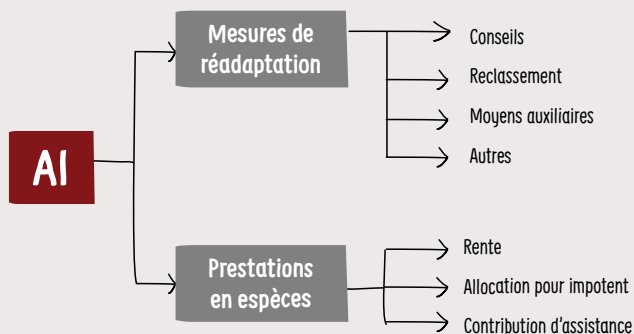 AI
Mesures de
réadaptation
Conseils
Reclassement
Moyens auxiliaires
Autres
Prestations
en espèces
Rente
Allocation pour impotent
Contribution d'assistance